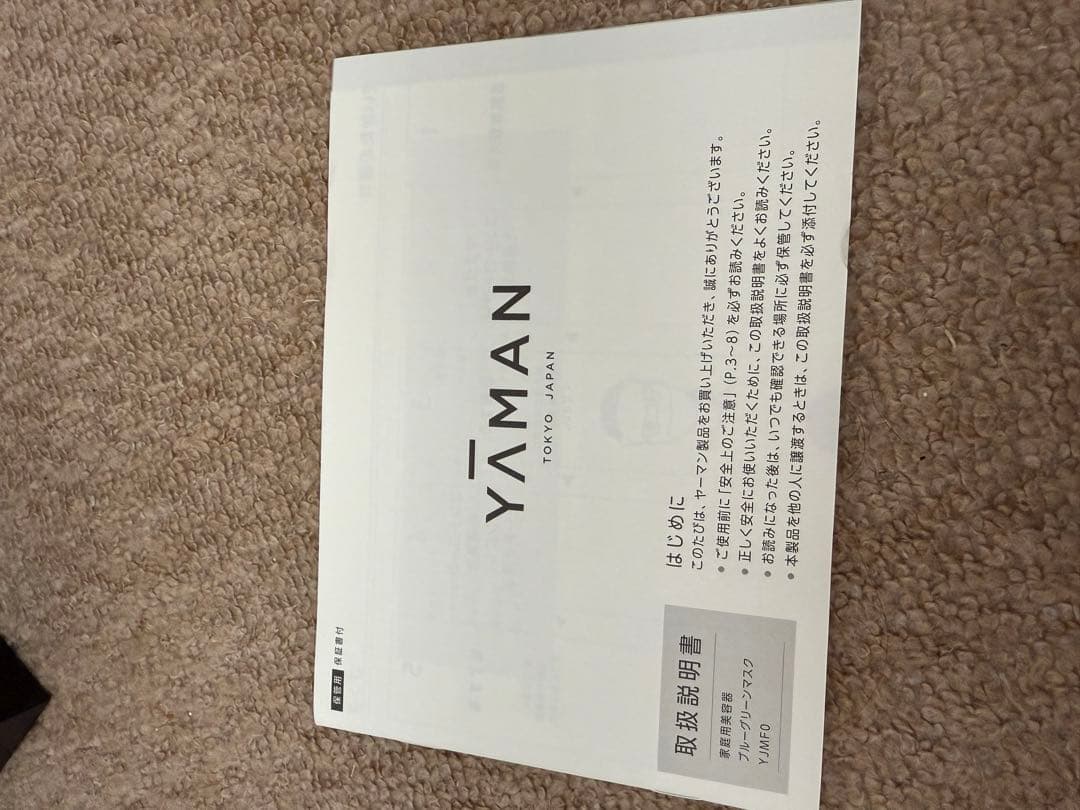 保管用 保証書付
YĀMAN
TOKYO JAPAN
はじめに
このたびは、ヤーマン製品をお買い上げいただき、誠にありがとうございます。
● ご使用前に「安全上のご注意」(P.3~8)を必ずお読みください。
● 正しく安全にお使いいただくために、この取扱説明書をよくお読みください。
● お読みになった後は、いつでも確認できる場所に必ず保管してください。
● 本製品を他の人に譲渡するときは、この取扱説明書を必ず添付してください。
取扱説明書
家庭用美容器
ブルーグリーンマスク
YJMF0